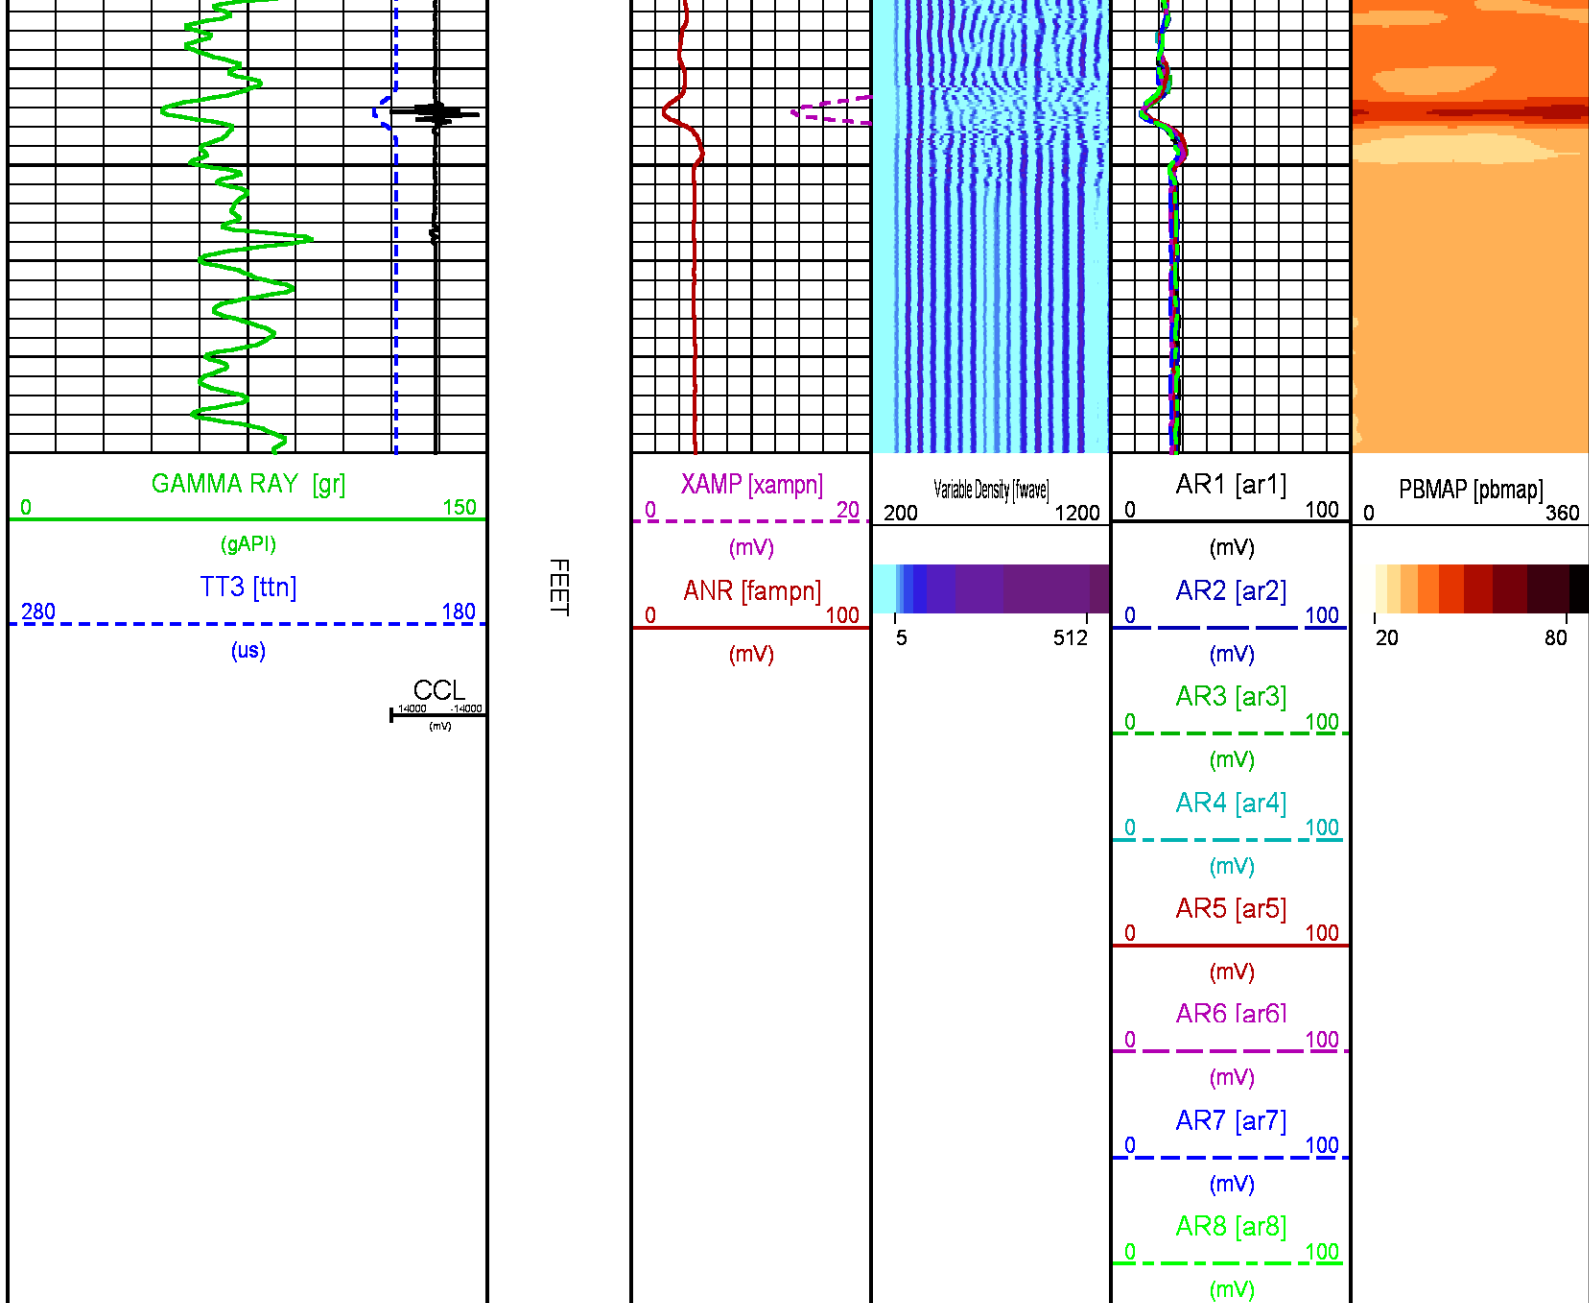 GAMMA RAY [gr]
0 150
(gAPI)
TT3 [ttn]
280 180
(us)
CCL
14000 -14000
(mV)
FEET
XAMP [xampn]
0 20
(mV)
ANR [fampn]
0 100
(mV)
Variable Density [fwave]
200 1200
5 512
AR1 [ar1]
0 100
(mV)
AR2 [ar2]
0 100
(mV)
AR3 [ar3]
0 100
(mV)
AR4 [ar4]
0 100
(mV)
AR5 [ar5]
0 100
(mV)
AR6 [ar6]
0 100
(mV)
AR7 [ar7]
0 100
(mV)
AR8 [ar8]
0 100
(mV)
PBMAP [pbmap]
0 360
20 80